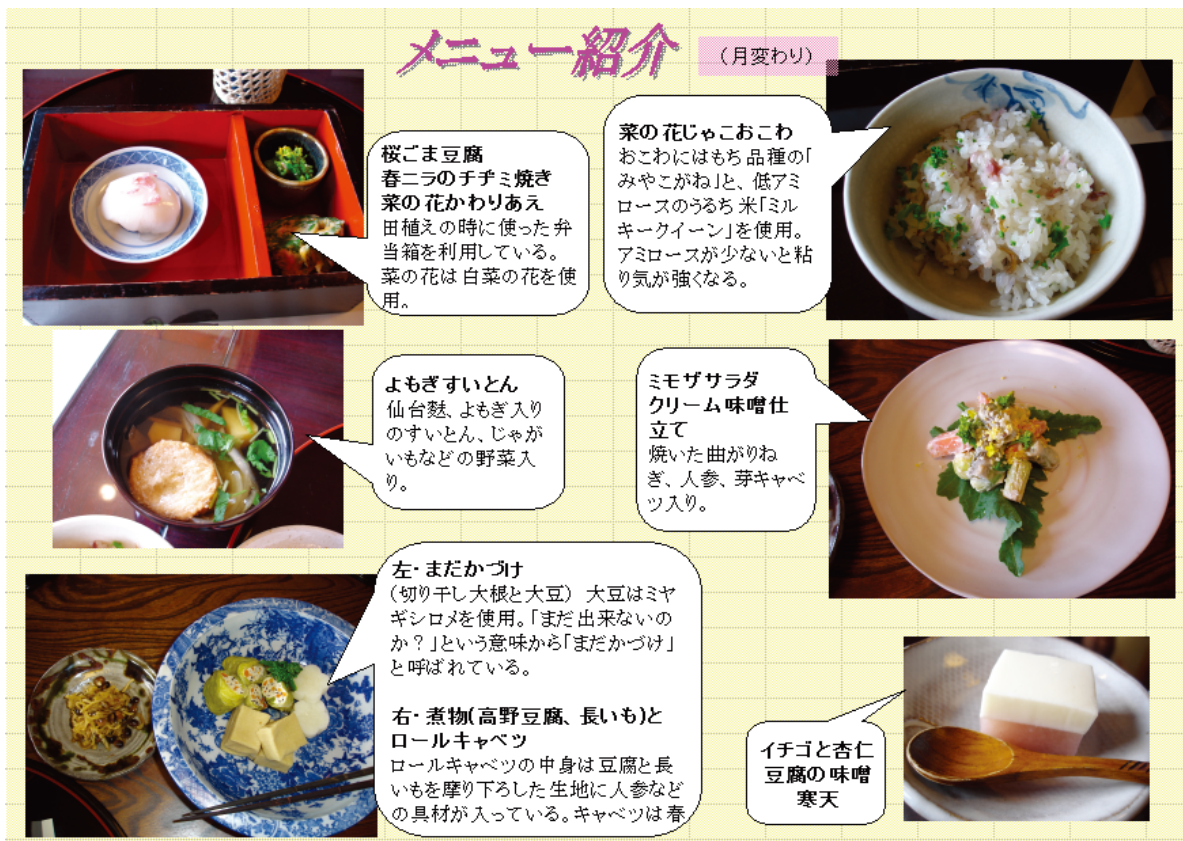 メニュー紹介
（月変わり）
桜ごま豆腐
春ニラのチヂミ焼き
菜の花かわりあえ
田植えの時に使った弁
当箱を利用している。
菜の花は白菜の花を使
用。
菜の花じゃこおこわ
おこわにはもち品種の「
みやこがね」と、低アミ
ロースのうるち米「ミル
キークイーン」を使用。
アミロースが少ないと粘
り気が強くなる。
よもぎすいとん
仙台麩、よもぎ入り
のすいとん、じゃが
いもなどの野菜入
り。
ミモザサラダ
クリーム味噌仕
立て
焼いた曲がりね
ぎ、人参、芽キャベ
ツ入り。
左・まだかづけ
（切り干し大根と大豆）　大豆はミヤ
ギシロメを使用。「まだ出来ないの
か？」という意味から「まだかづけ」
と呼ばれている。
右・煮物(高野豆腐、長いも)と
ロールキャベツ
ロールキャベツの中身は豆腐と長
いもを摩り下ろした生地に人参など
の具材が入っている。キャベツは春
イチゴと杏仁
豆腐の味噌
寒天